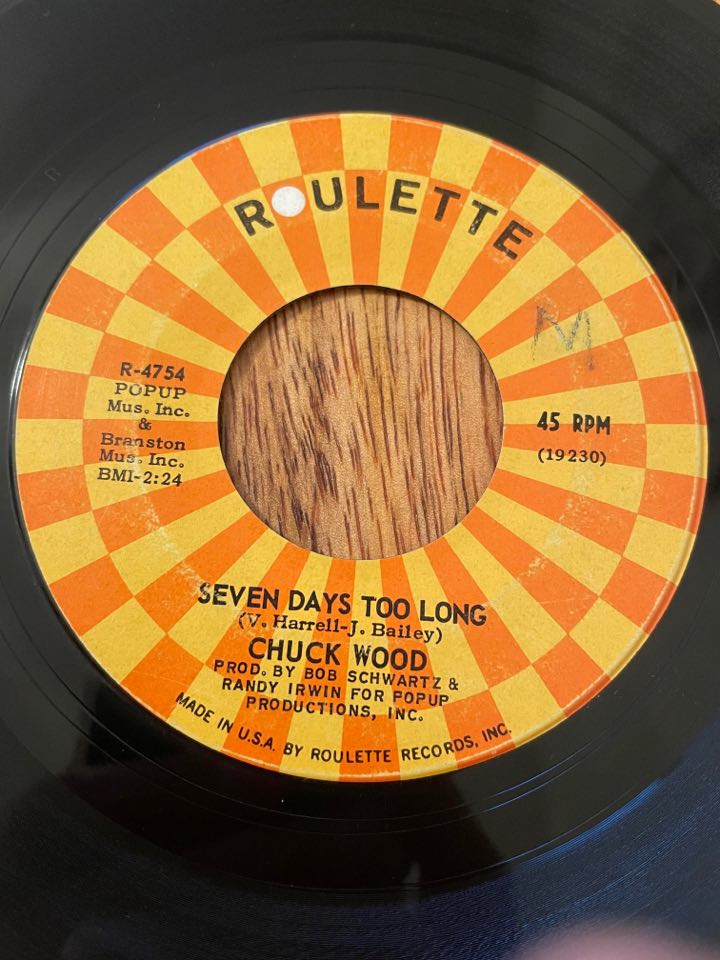 ROULETTE
M
R-4754
POPUP
Mus. Inc.
&
Branston
Mus. Inc.
BMI-2:24
45 RPM
(19230)
SEVEN DAYS TOO LONG
(V. Harrell-J. Bailey)
CHUCK WOOD
PROD. BY BOB SCHWARTZ &
RANDY IRWIN FOR POPUP
PRODUCTIONS, INC.
MADE IN U.S.A. BY ROULETTE RECORDS, INC.